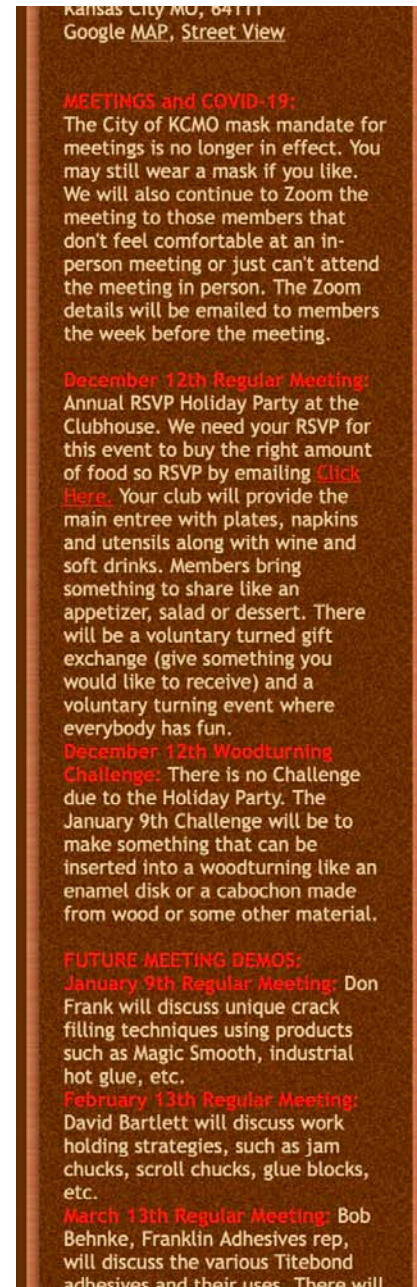 Kansas City MO, 64111
Google MAP, Street View
MEETINGS and COVID-19:
The City of KCMO mask mandate for
meetings is no longer in effect. You
may still wear a mask if you like.
We will also continue to Zoom the
meeting to those members that
don't feel comfortable at an in-
person meeting or just can't attend
the meeting in person. The Zoom
details will be emailed to members
the week before the meeting.
December 12th Regular Meeting:
Annual RSVP Holiday Party at the
Clubhouse. We need your RSVP for
this event to buy the right amount
of food so RSVP by emailing Click
Here. Your club will provide the
main entree with plates, napkins
and utensils along with wine and
soft drinks. Members bring
something to share like an
appetizer, salad or dessert. There
will be a voluntary turned gift
exchange (give something you
would like to receive) and a
voluntary turning event where
everybody has fun.
December 12th Woodturning
Challenge: There is no Challenge
due to the Holiday Party. The
January 9th Challenge will be to
make something that can be
inserted into a woodturning like an
enamel disk or a cabochon made
from wood or some other material.
FUTURE MEETING DEMOS:
January 9th Regular Meeting: Don
Frank will discuss unique crack
filling techniques using products
such as Magic Smooth, industrial
hot glue, etc.
February 13th Regular Meeting:
David Bartlett will discuss work
holding strategies, such as jam
chucks, scroll chucks, glue blocks,
etc.
March 13th Regular Meeting: Bob
Behnke, Franklin Adhesives rep,
will discuss the various Titebond
adhesives and their uses. There will